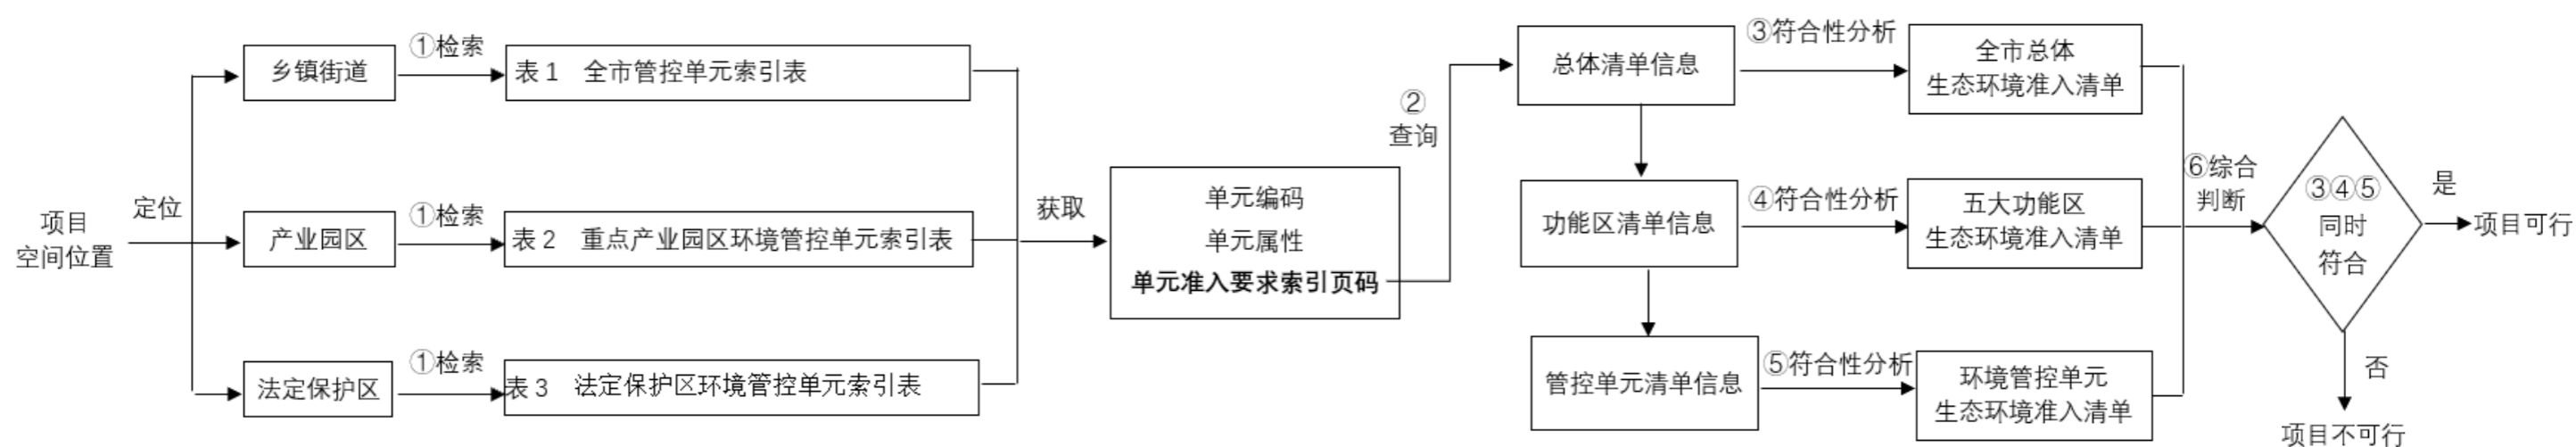 项目
空间位置
定位
乡镇街道
①检索
表1 全市管控单元索引表
产业园区
①检索
表2 重点产业园区环境管控单元索引表
法定保护区
①检索
表3 法定保护区环境管控单元索引表
获取
单元编码
单元属性
单元准入要求索引页码
②
查询
总体清单信息
③符合性分析
全市总体
生态环境准入清单
功能区清单信息
④符合性分析
五大功能区
生态环境准入清单
管控单元清单信息
⑤符合性分析
环境管控单元
生态环境准入清单
⑥综合
判断
③④⑤
同时
符合
是
项目可行
否
项目不可行